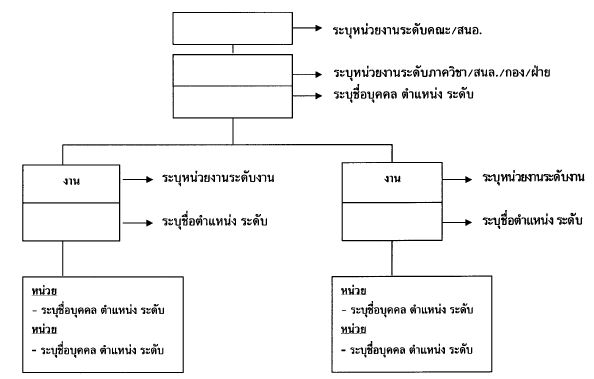 ระบุหน่วยงานระดับคณะ/สนอ.
ระบุหน่วยงานระดับภาควิชา/สนล./กอง/ฝ่าย
ระบุชื่อบุคคล ตำแหน่ง ระดับ
งาน
ระบุหน่วยงานระดับงาน
งาน
ระบุหน่วยงานระดับงาน
ระบุชื่อตำแหน่ง ระดับ
ระบุชื่อตำแหน่ง ระดับ
หน่วย
- ระบุชื่อบุคคล ตำแหน่ง ระดับ
หน่วย
- ระบุชื่อบุคคล ตำแหน่ง ระดับ
หน่วย
- ระบุชื่อบุคคล ตำแหน่ง ระดับ
หน่วย
- ระบุชื่อบุคคล ตำแหน่ง ระดับ